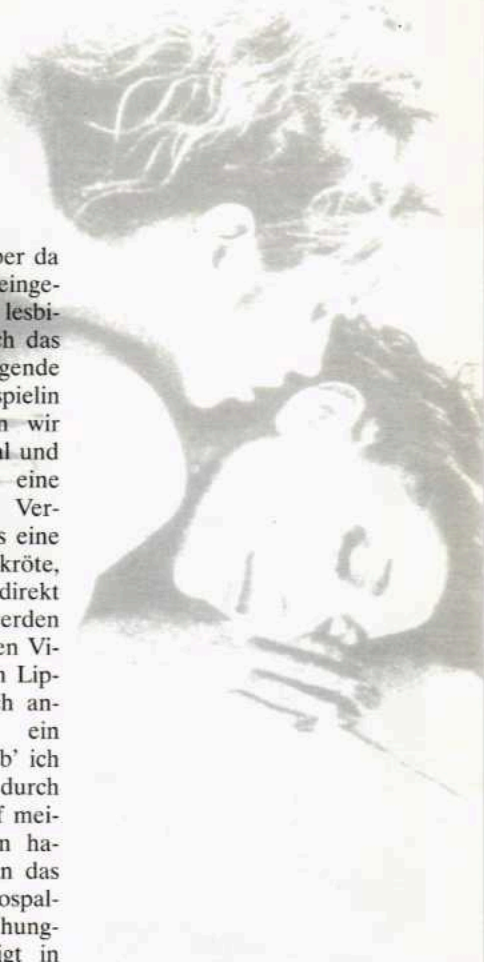 ber da
einge-
lesbi-
ch das
gende
spielin
n wir
al und
eine
Ver-
s eine
kröte,
direkt
erden
en Vi-
n Lip-
ch an-
ein
b' ich
durch
f mei-
n ha-
n das
ospal-
hung-
igt in